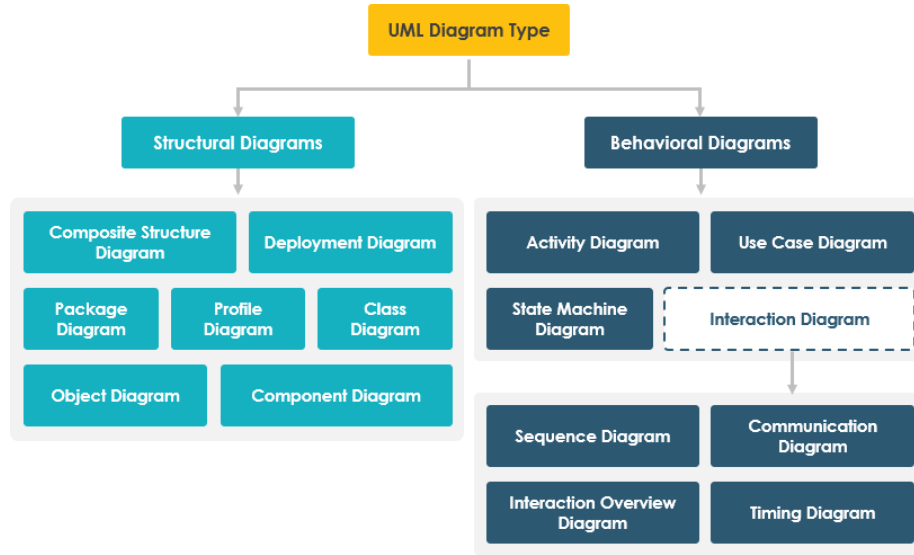 UML Diagram Type
Structural Diagrams
Behavioral Diagrams
Composite Structure
Diagram
Deployment Diagram
Package
Diagram
Profile
Diagram
Class
Diagram
Object Diagram
Component Diagram
Activity Diagram
Use Case Diagram
State Machine
Diagram
Interaction Diagram
Sequence Diagram
Communication
Diagram
Interaction Overview
Diagram
Timing Diagram